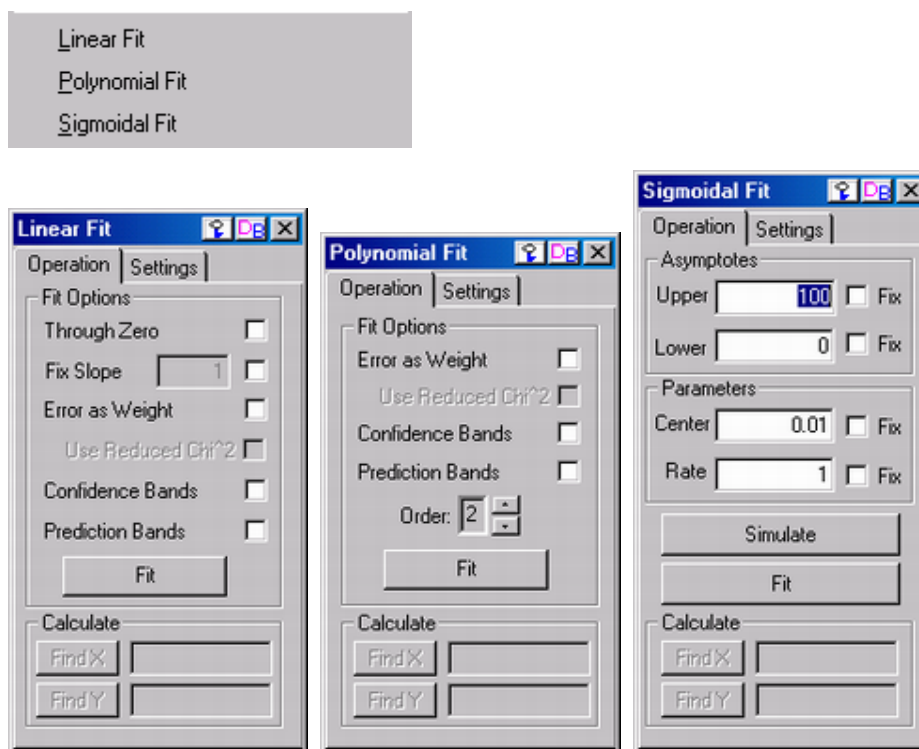 Linear Fit
Polynomial Fit
Sigmoidal Fit
Linear Fit DB
Operation Settings
Fit Options
Through Zero
Fix Slope 1
Error as Weight
Use Reduced Chi^2
Confidence Bands
Prediction Bands
Fit
Calculate
Find X
Find Y
Polynomial Fit DB
Operation Settings
Fit Options
Error as Weight
Use Reduced Chi^2
Confidence Bands
Prediction Bands
Order: 2
Fit
Calculate
Find X
Find Y
Sigmoidal Fit DB
Operation Settings
Asymptotes
Upper 100 Fix
Lower 0 Fix
Parameters
Center 0.01 Fix
Rate 1 Fix
Simulate
Fit
Calculate
Find X
Find Y